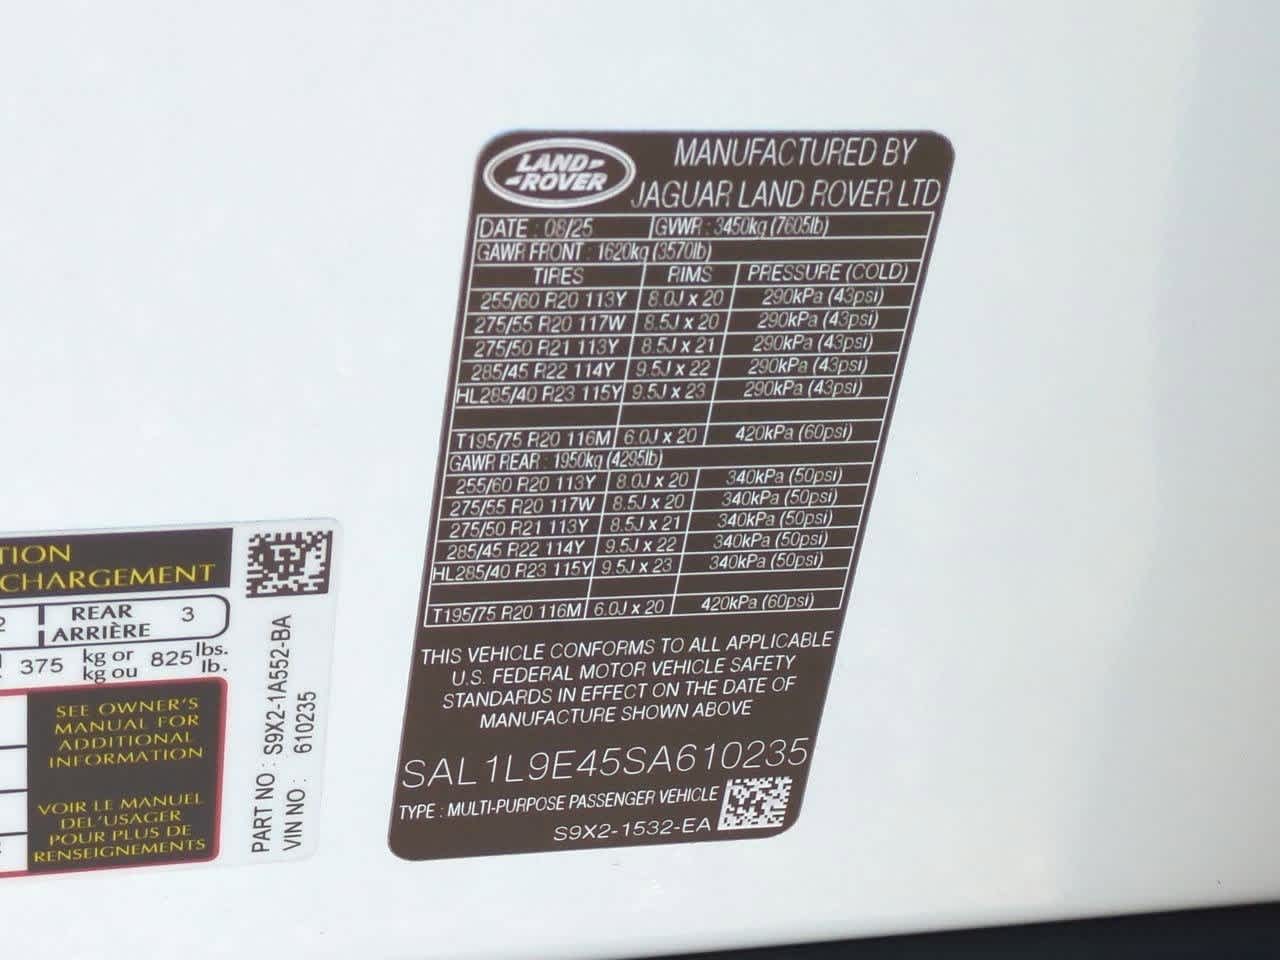 LAND
ROVER
MANUFACTURED BY
JAGUAR LAND ROVER LTD
DATE : 08/25 GVWR : 3450kg (7605lb)
GAWR FRONT : 1620kg (3570lb)
TIRES RIMS PRESSURE (COLD)
255/60 R20 113Y 8.0J x 20 290kPa (43psi)
275/55 R20 117W 8.5J x 20 290kPa (43psi)
275/50 R21 113Y 8.5J x 21 290kPa (43psi)
285/45 R22 114Y 9.5J x 22 290kPa (43psi)
HL285/40 R23 115Y 9.5J x 23 290kPa (43psi)
T195/75 R20 116M 6.0J x 20 420kPa (60psi)
GAWR REAR : 1950kg (4295lb)
255/60 R20 113Y 8.0J x 20 340kPa (50psi)
275/55 R20 117W 8.5J x 20 340kPa (50psi)
275/50 R21 113Y 8.5J x 21 340kPa (50psi)
285/45 R22 114Y 9.5J x 22 340kPa (50psi)
HL285/40 R23 115Y 9.5J x 23 340kPa (50psi)
T195/75 R20 116M 6.0J x 20 420kPa (60psi)
THIS VEHICLE CONFORMS TO ALL APPLICABLE
U.S. FEDERAL MOTOR VEHICLE SAFETY
STANDARDS IN EFFECT ON THE DATE OF
MANUFACTURE SHOWN ABOVE
SAL1L9E45SA610235
TYPE : MULTI-PURPOSE PASSENGER VEHICLE
S9X2-1532-EA
TION
CHARGEMENT
2 REAR 3
ARRIÈRE
375 kg or 825 lbs.
kg ou lb.
SEE OWNER'S
MANUAL FOR
ADDITIONAL
INFORMATION
VOIR LE MANUEL
DEL'USAGER
POUR PLUS DE
RENSEIGNEMENTS
PART NO : S9X2-1A552-BA
VIN NO : 610235